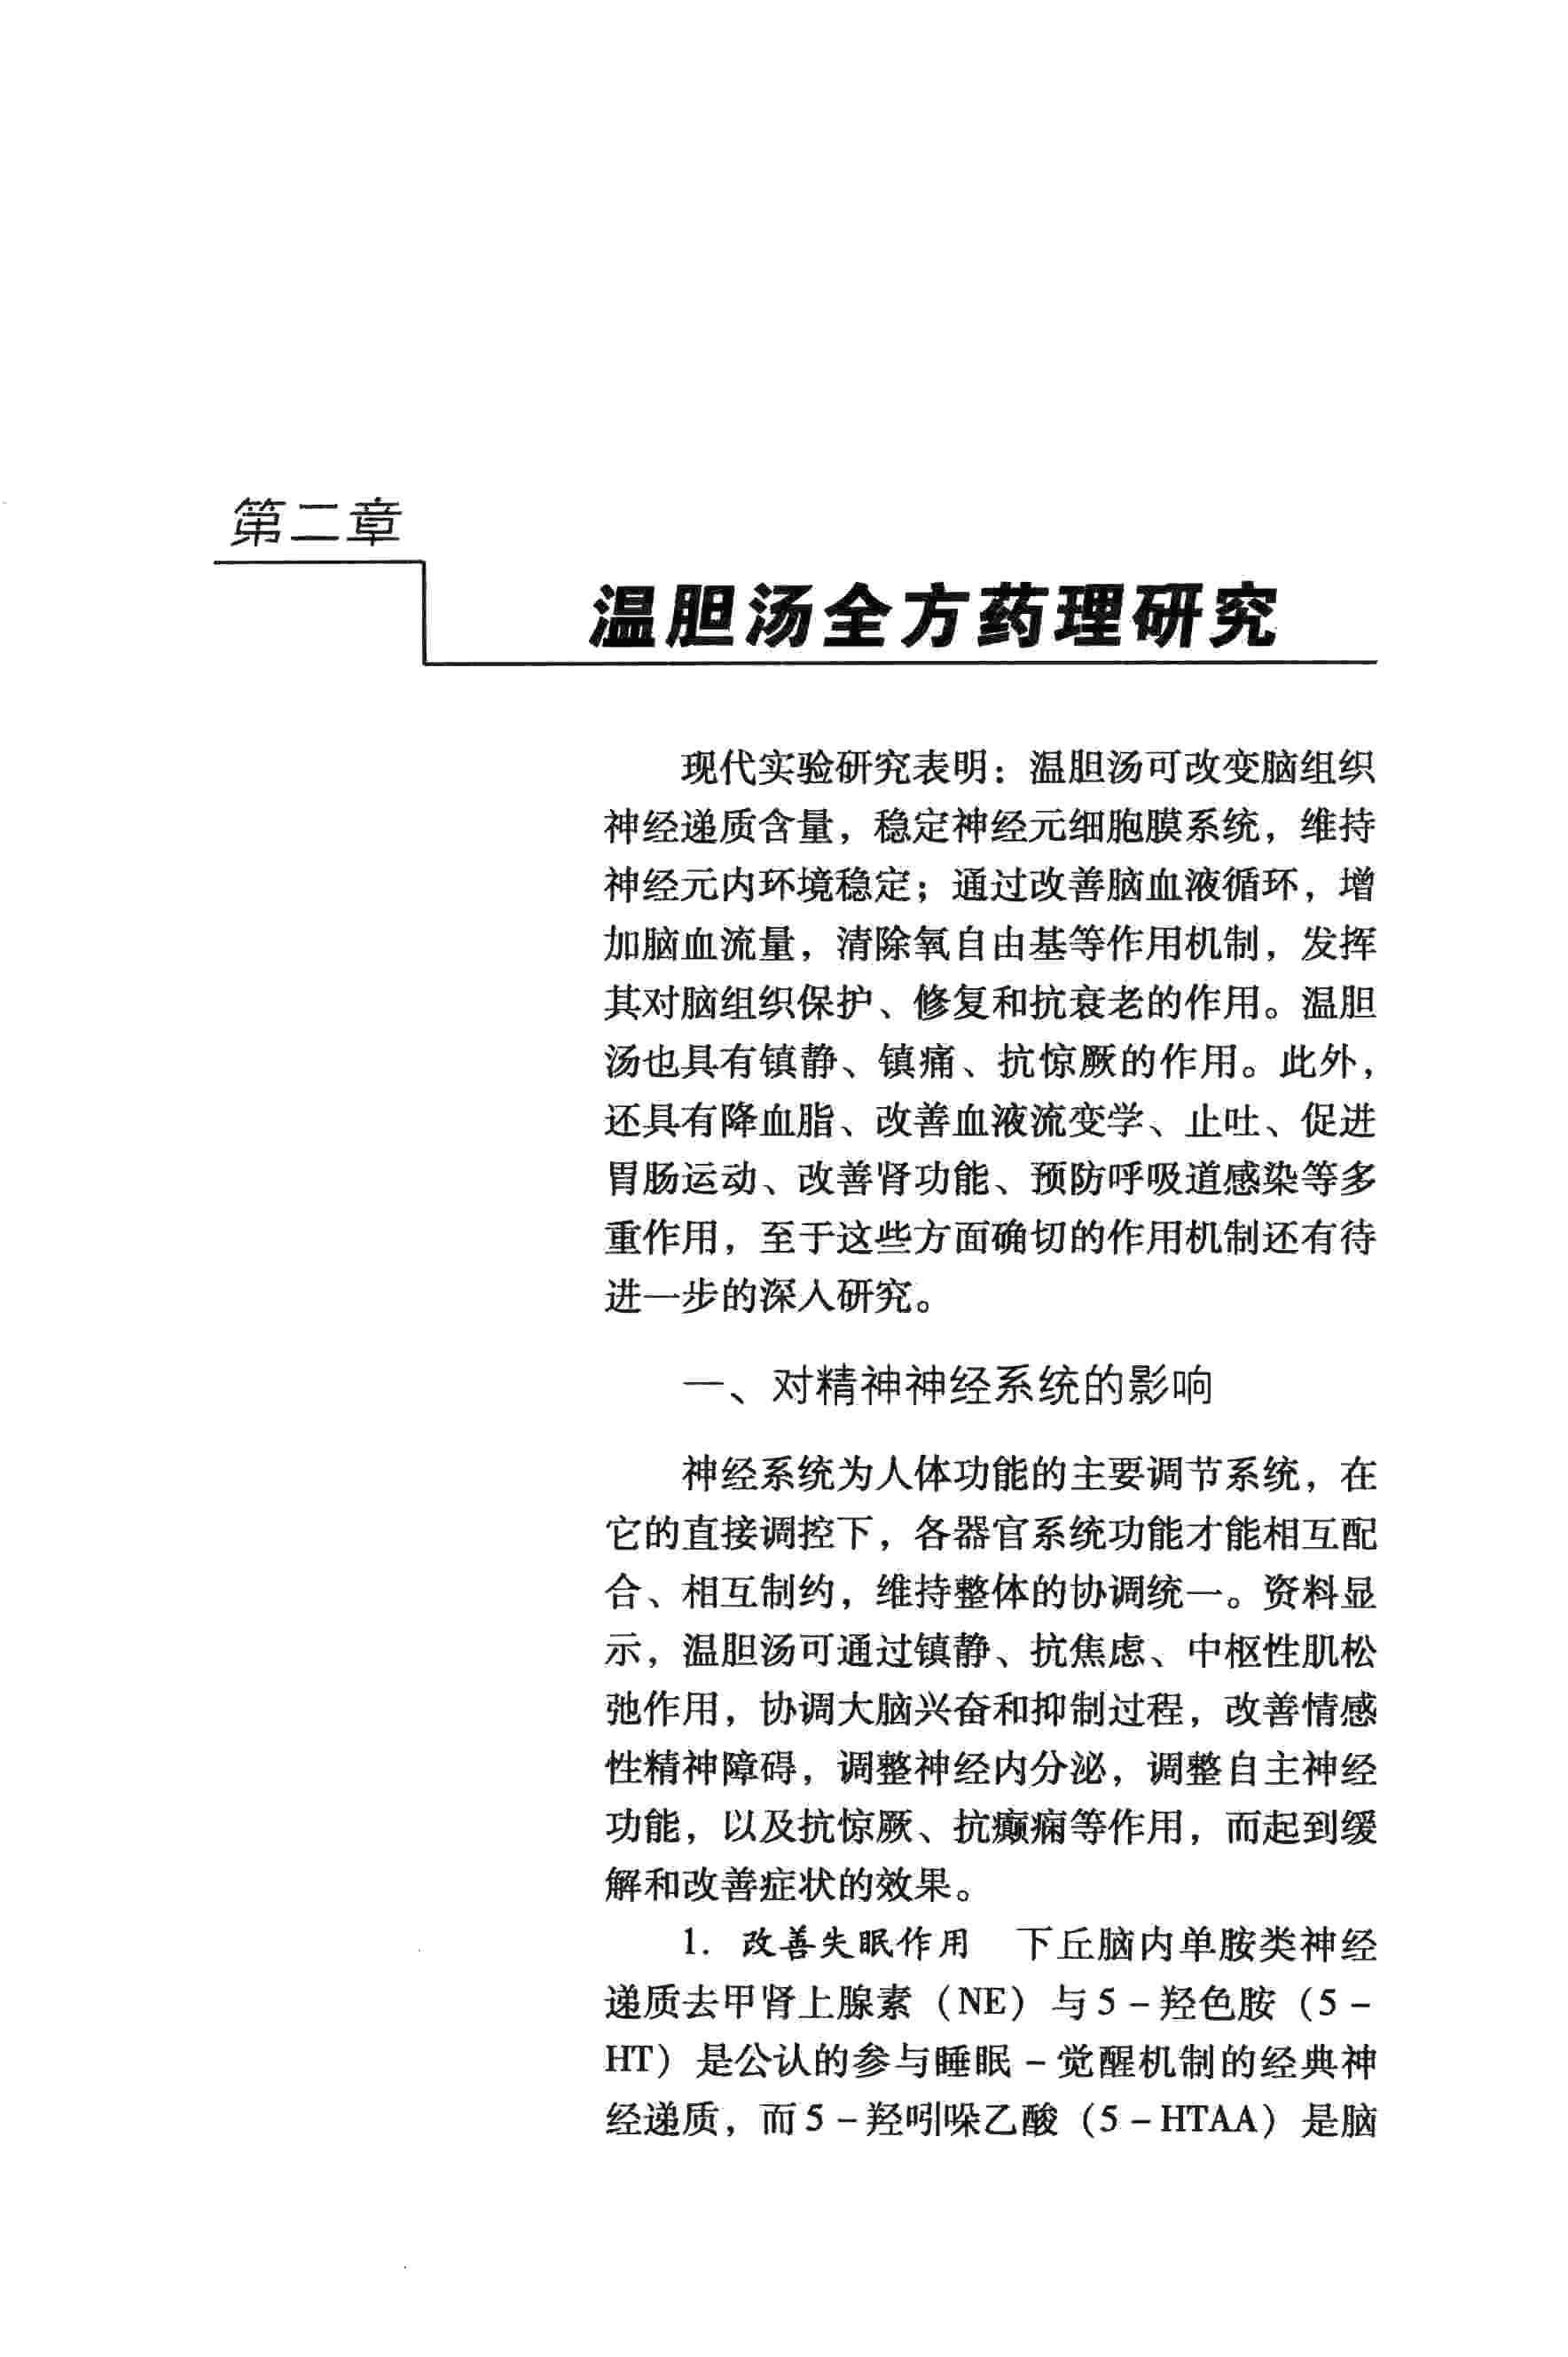 第二章
温胆汤全方药理研究
现代实验研究表明：温胆汤可改变脑组织
神经递质含量，稳定神经元细胞膜系统，维持
神经元内环境稳定；通过改善脑血液循环，增
加脑血流量，清除氧自由基等作用机制，发挥
其对脑组织保护、修复和抗衰老的作用。温胆
汤也具有镇静、镇痛、抗惊厥的作用。此外，
还具有降血脂、改善血液流变学、止吐、促进
胃肠运动、改善肾功能、预防呼吸道感染等多
重作用，至于这些方面确切的作用机制还有待
进一步的深入研究。
一、对精神神经系统的影响
神经系统为人体功能的主要调节系统，在
它的直接调控下，各器官系统功能才能相互配
合、相互制约，维持整体的协调统一。资料显
示，温胆汤可通过镇静、抗焦虑、中枢性肌松
弛作用，协调大脑兴奋和抑制过程，改善情感
性精神障碍，调整神经内分泌，调整自主神经
功能，以及抗惊厥、抗癫痫等作用，而起到缓
解和改善症状的效果。
1. 改善失眠作用　下丘脑内单胺类神经
递质去甲肾上腺素（NE）与5－羟色胺（5－
HT）是公认的参与睡眠－觉醒机制的经典神
经递质，而5－羟吲哚乙酸（5－HTAA）是脑